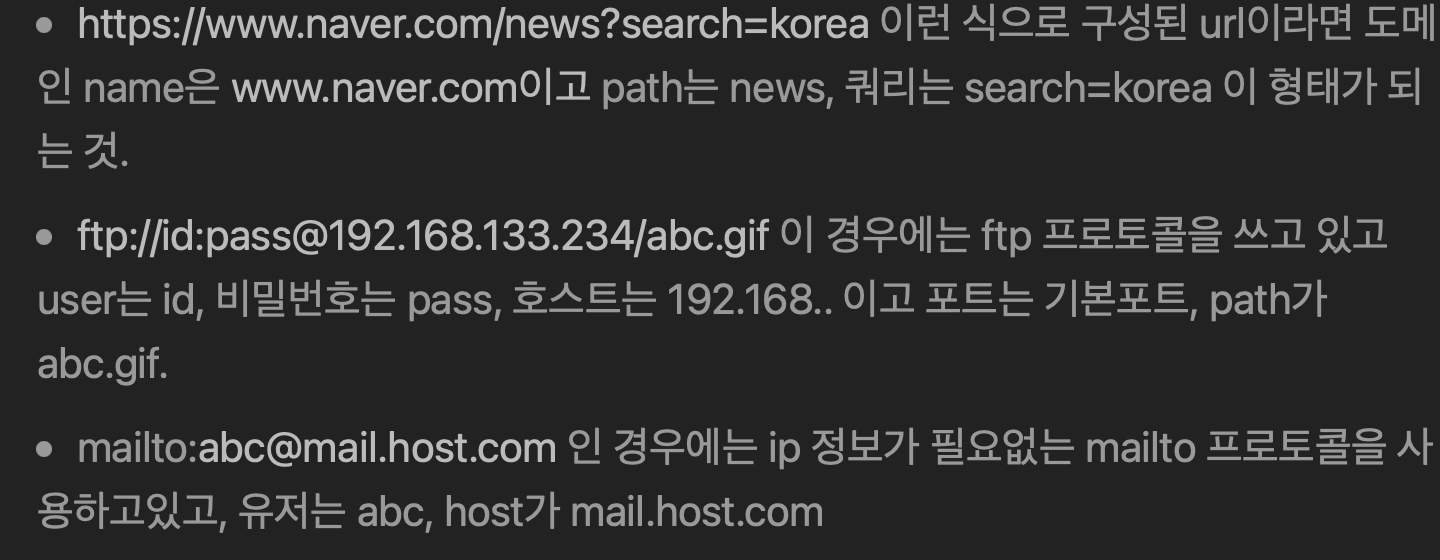 • https://www.naver.com/news?search=korea 이런 식으로 구성된 url이라면 도메
인 name은 www.naver.com이고 path는 news, 쿼리는 search=korea 이 형태가 되
는 것.
• ftp://id:pass@192.168.133.234/abc.gif 이 경우에는 ftp 프로토콜을 쓰고 있고
user는 id, 비밀번호는 pass, 호스트는 192.168.. 이고 포트는 기본포트, path가
abc.gif.
• mailto:abc@mail.host.com 인 경우에는 ip 정보가 필요없는 mailto 프로토콜을 사
용하고있고, 유저는 abc, host가 mail.host.com